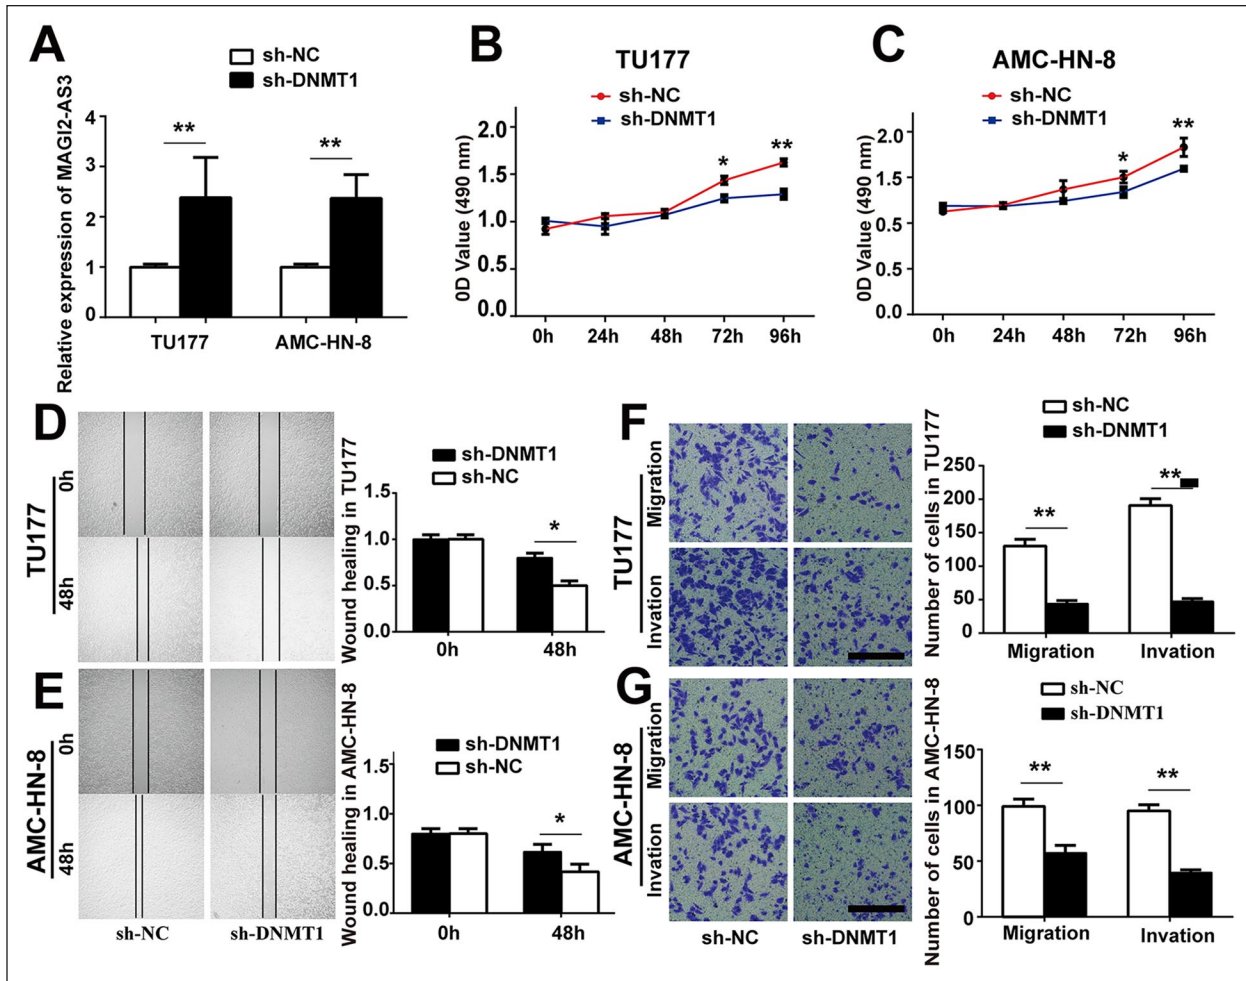 A
sh-NC
sh-DNMT1
Relative expression of MAGI2-AS3
4
3
2
1
0
**
**
TU177
AMC-HN-8
B
TU177
sh-NC
sh-DNMT1
0D Value (490 nm)
2.0
1.5
1.0
0.5
0.0
*
**
0h
24h
48h
72h
96h
C
AMC-HN-8
sh-NC
sh-DNMT1
0D Value (490 nm)
2.0
1.5
0.5
0.5
0.0
*
**
0h
24h
48h
72h
96h
D
TU177
0h
48h
Wound healing in TU177
sh-DNMT1
sh-NC
1.5
1.0
0.5
0.0
*
0h
48h
E
AMC-HN-8
0h
48h
sh-NC
sh-DNMT1
Wound healing in AMC-HN-8
sh-DNMT1
sh-NC
1.5
1.0
0.5
0.0
*
0h
48h
F
TU177
Migration
Invation
Number of cells in TU177
sh-NC
sh-DNMT1
250
200
150
100
50
0
**
**
Migration
Invation
G
AMC-HN-8
Migration
Invation
sh-NC
sh-DNMT1
Number of cells in AMC-HN-8
sh-NC
sh-DNMT1
150
100
50
0
**
**
Migration
Invation